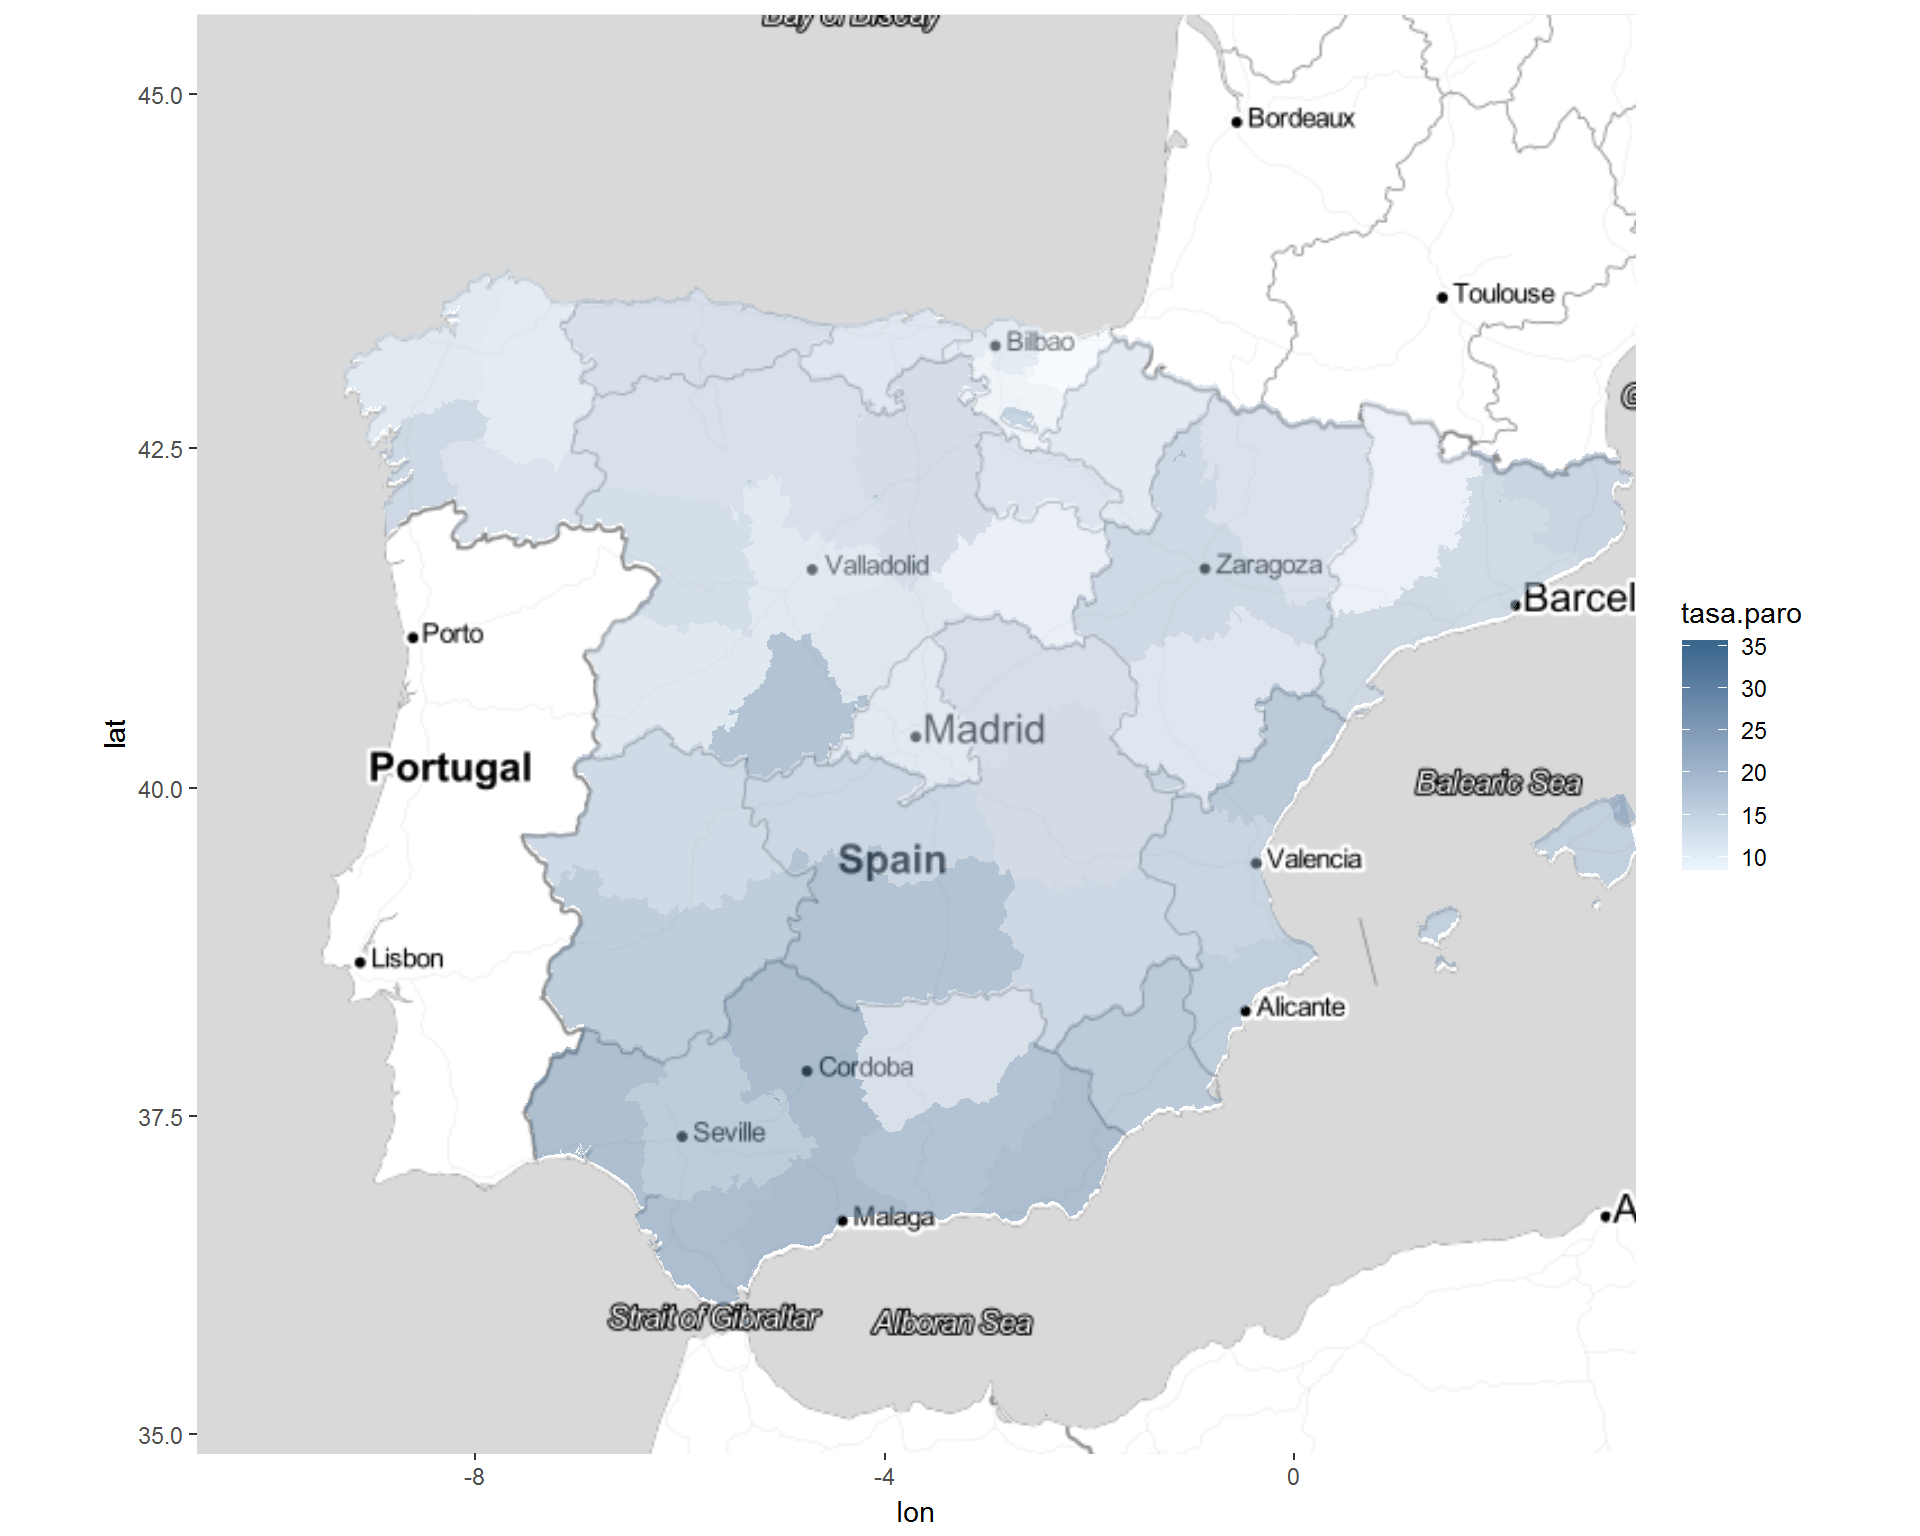 Bay of Biscay
45.0
Bordeaux
Toulouse
Bilbao
G
42.5
Valladolid
Zaragoza
Barcel
tasa.paro
Porto
35
30
Madrid
25
lat
Portugal
20
Balearic Sea
40.0
15
Spain
Valencia
10
Lisbon
Alicante
Cordoba
37.5
Seville
Malaga
A
Strait of Gibraltar
Alboran Sea
35.0
-8
-4
0
lon